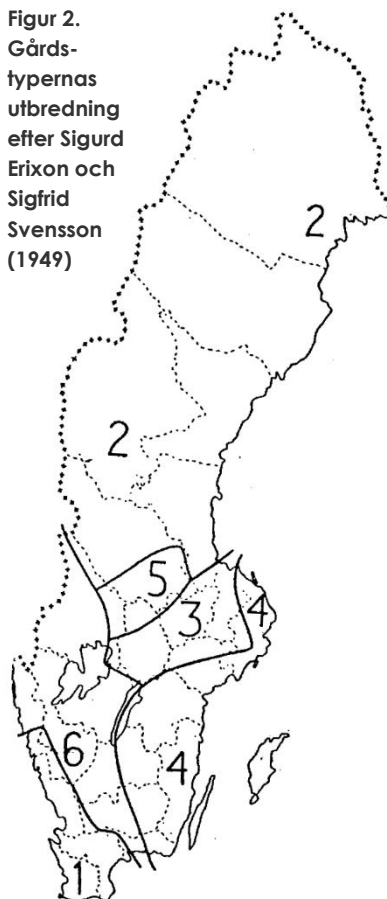 Figur 2.
Gårds-
typernas
utbredning
efter Sigurd
Erixon och
Sigfrid
Svensson
(1949)
2
2
5
3
4
6
4
1